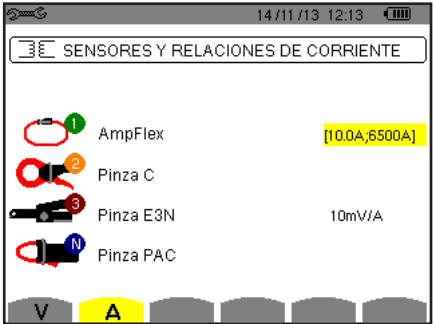 14/11/13 12:13
SENSORES Y RELACIONES DE CORRIENTE
1 AmpFlex [10.0A;6500A]
2 Pinza C
3 Pinza E3N 10mV/A
N Pinza PAC
V A